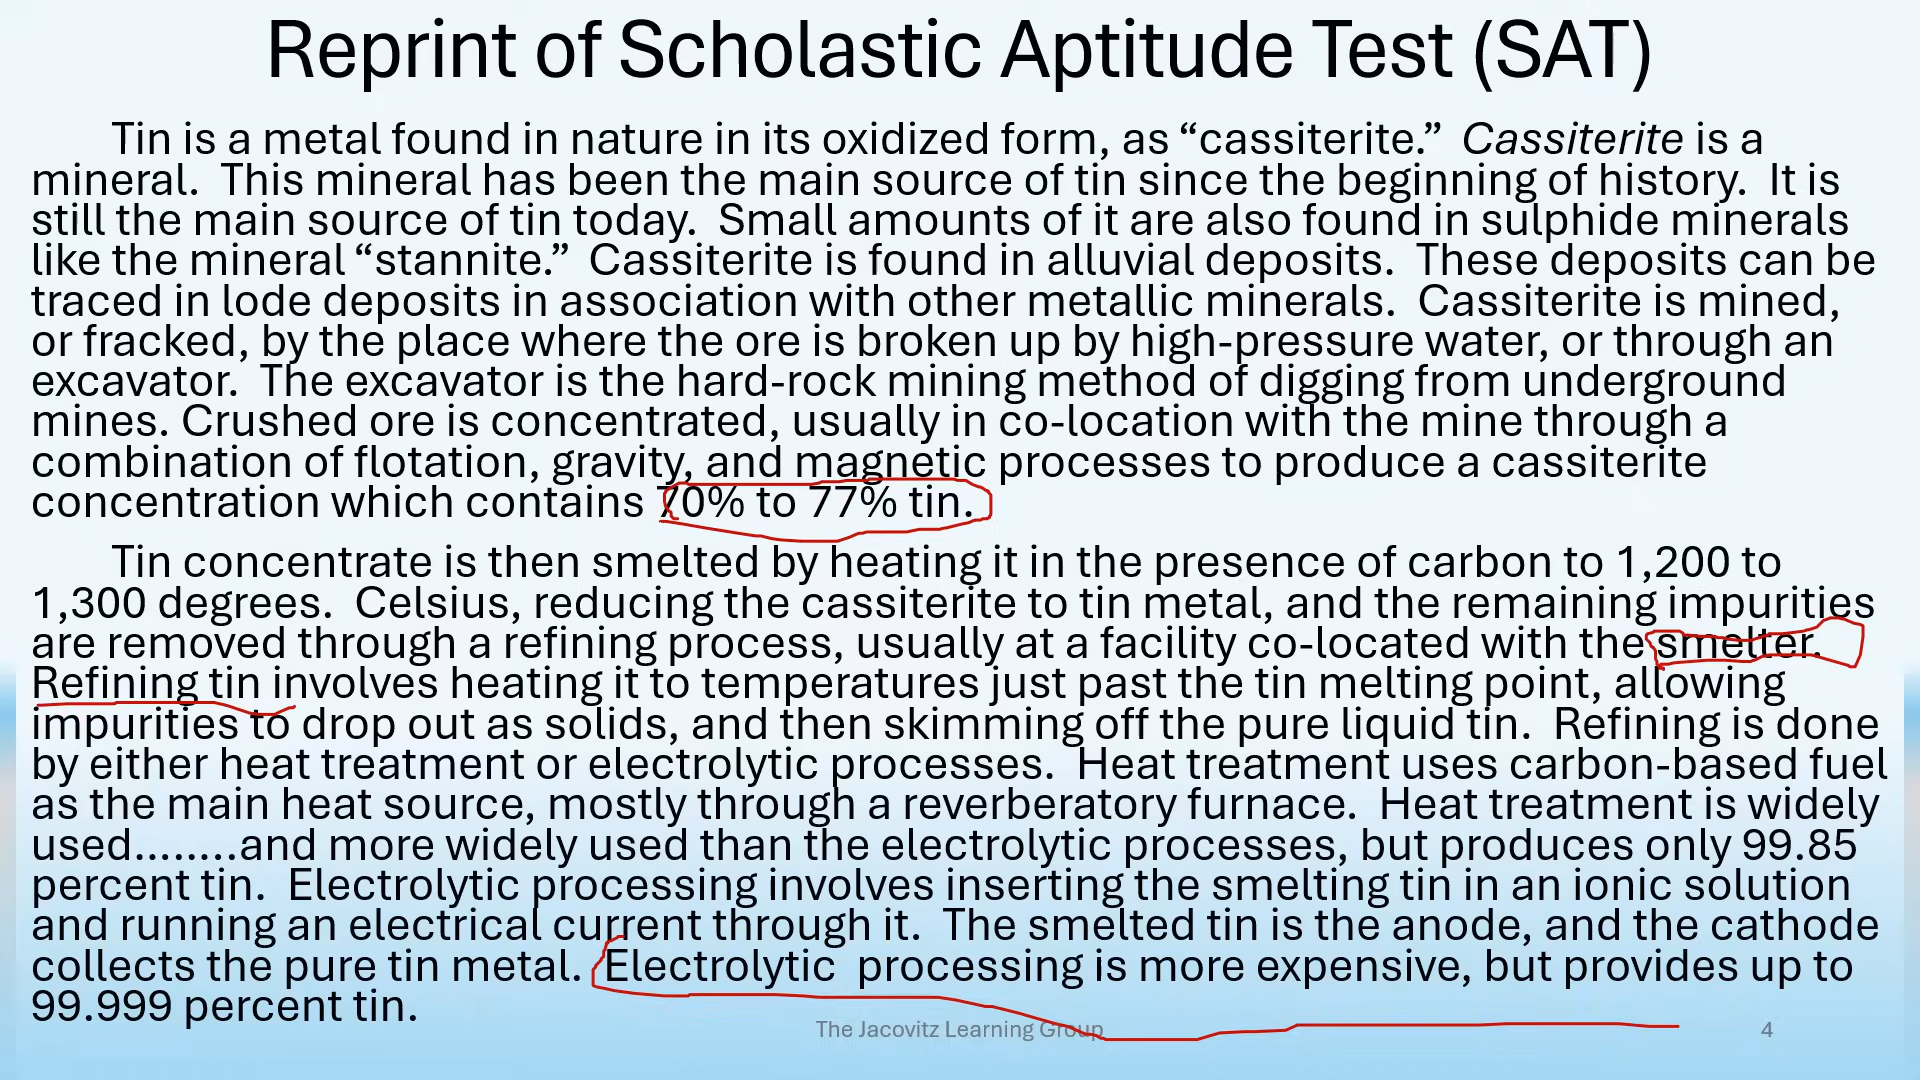 Reprint of Scholastic Aptitude Test (SAT)
Tin is a metal found in nature in its oxidized form, as “cassiterite.”  Cassiterite is a
mineral.  This mineral has been the main source of tin since the beginning of history.  It is
still the main source of tin today.  Small amounts of it are also found in sulphide minerals
like the mineral “stannite.”  Cassiterite is found in alluvial deposits.  These deposits can be
traced in lode deposits in association with other metallic minerals.  Cassiterite is mined,
or fracked, by the place where the ore is broken up by high-pressure water, or through an
excavator.  The excavator is the hard-rock mining method of digging from underground
mines. Crushed ore is concentrated, usually in co-location with the mine through a
combination of flotation, gravity, and magnetic processes to produce a cassiterite
concentration which contains 70% to 77% tin.
Tin concentrate is then smelted by heating it in the presence of carbon to 1,200 to
1,300 degrees.  Celsius, reducing the cassiterite to tin metal, and the remaining impurities
are removed through a refining process, usually at a facility co-located with the smelter.
Refining tin involves heating it to temperatures just past the tin melting point, allowing
impurities to drop out as solids, and then skimming off the pure liquid tin.  Refining is done
by either heat treatment or electrolytic processes.  Heat treatment uses carbon-based fuel
as the main heat source, mostly through a reverberatory furnace.  Heat treatment is widely
used........and more widely used than the electrolytic processes, but produces only 99.85
percent tin.  Electrolytic processing involves inserting the smelting tin in an ionic solution
and running an electrical current through it.  The smelted tin is the anode, and the cathode
collects the pure tin metal.  Electrolytic  processing is more expensive, but provides up to
99.999 percent tin.
The Jacovitz Learning Group
4